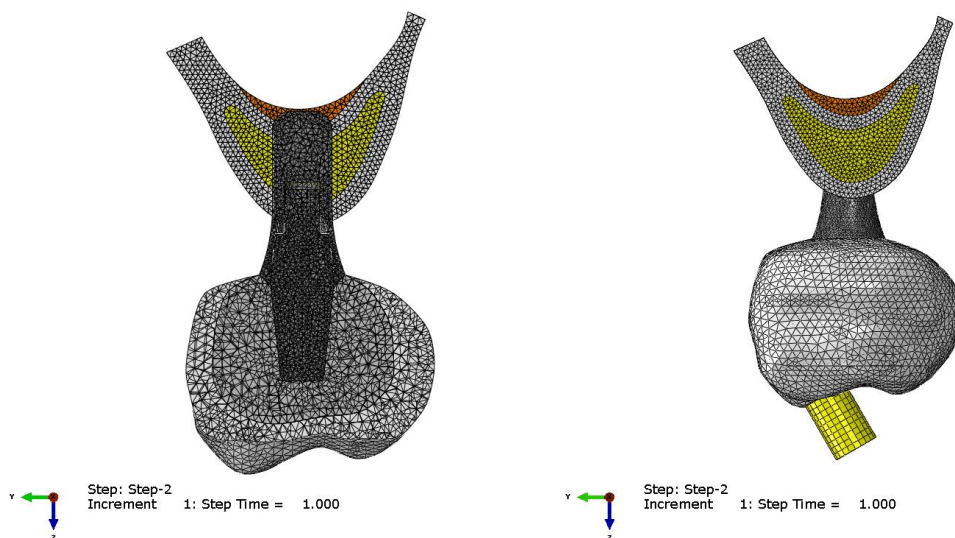 Step: Step-2
Increment 1: Step Time = 1.000
Y
Z
Step: Step-2
Increment 1: Step Time = 1.000
Y
Z